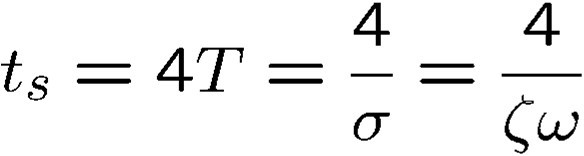 t_s = 4T = 4/σ = 4/ζω